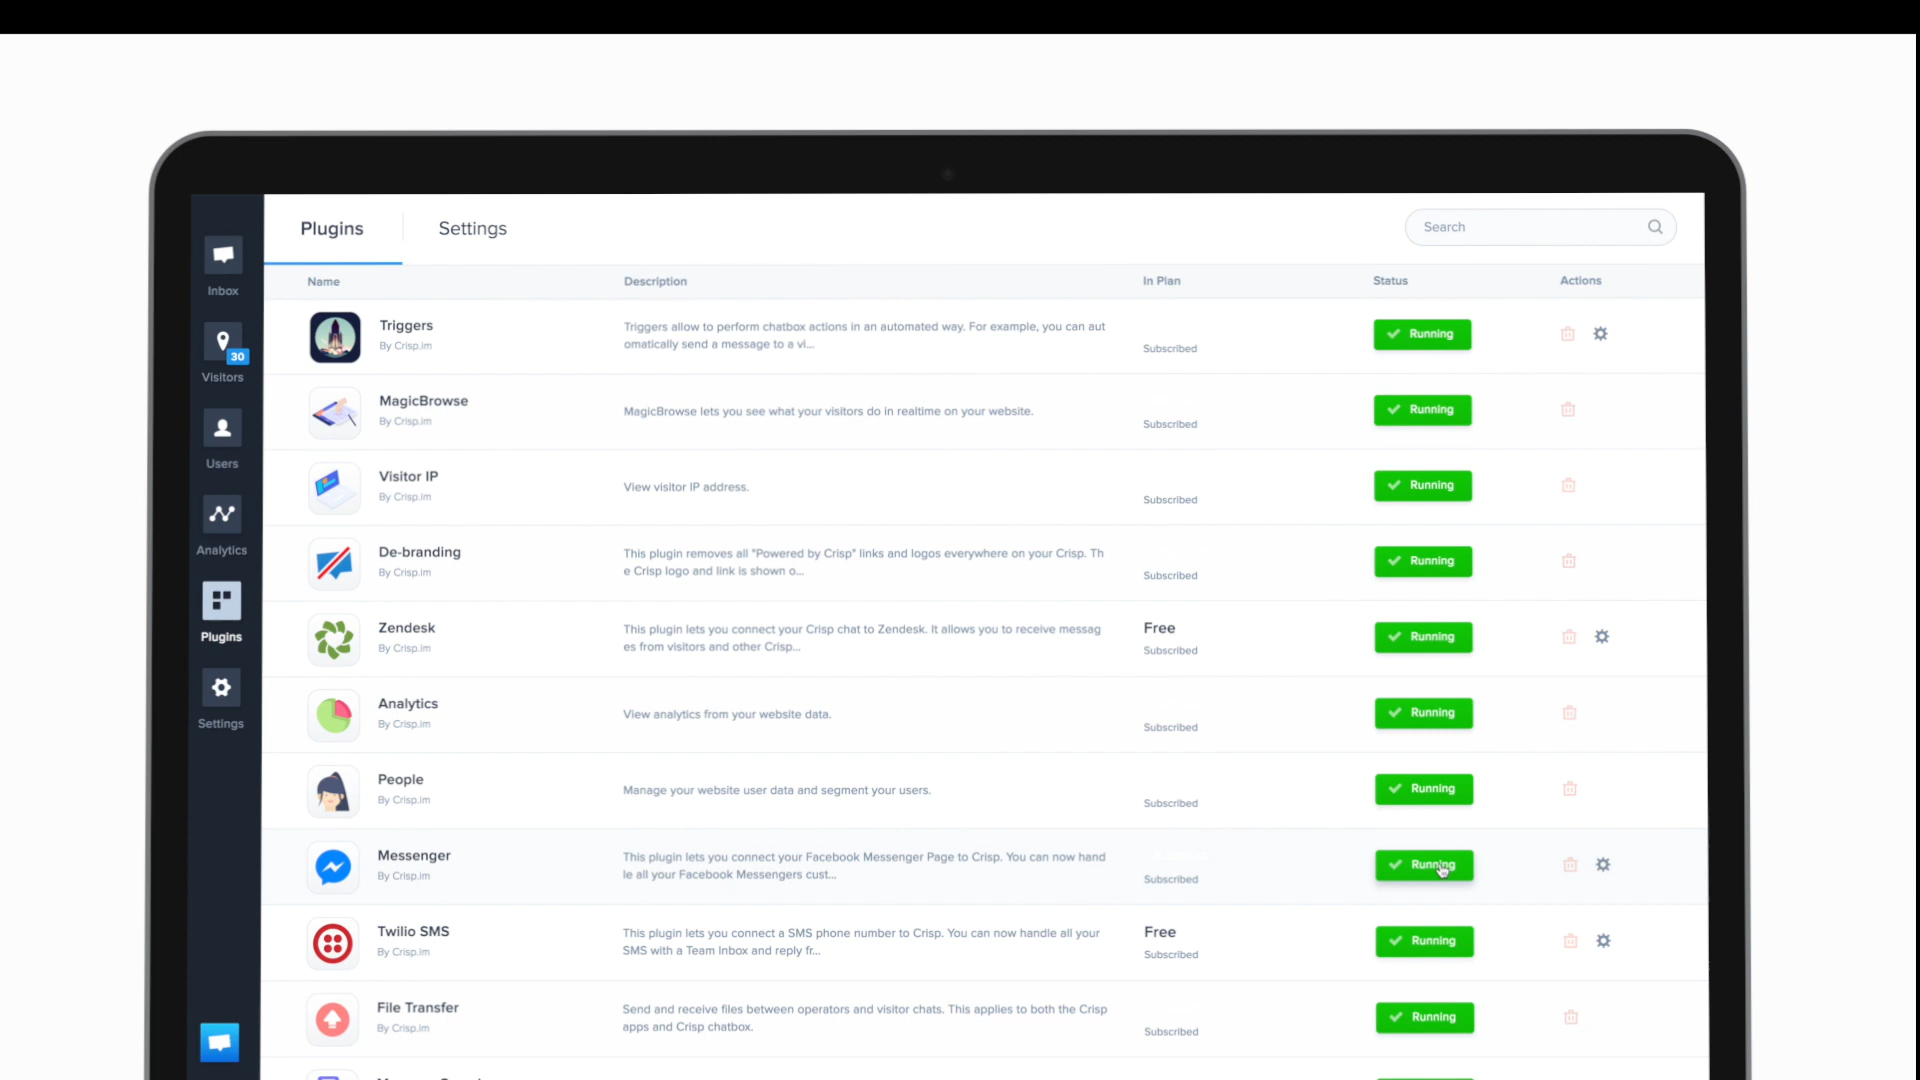 Plugins
Settings
Search
Name
Description
In Plan
Status
Actions
Inbox
30
Visitors
Users
Analytics
Plugins
Settings
Triggers
By Crisp.im
Triggers allow to perform chatbox actions in an automated way. For example, you can aut
omatically send a message to a vi...
Subscribed
Running
MagicBrowse
By Crisp.im
MagicBrowse lets you see what your visitors do in realtime on your website.
Subscribed
Running
Visitor IP
By Crisp.im
View visitor IP address.
Subscribed
Running
De-branding
By Crisp.im
This plugin removes all "Powered by Crisp" links and logos everywhere on your Crisp. Th
e Crisp logo and link is shown o...
Subscribed
Running
Zendesk
By Crisp.im
This plugin lets you connect your Crisp chat to Zendesk. It allows you to receive messag
es from visitors and other Crisp...
Free
Subscribed
Running
Analytics
By Crisp.im
View analytics from your website data.
Subscribed
Running
People
By Crisp.im
Manage your website user data and segment your users.
Subscribed
Running
Messenger
By Crisp.im
This plugin lets you connect your Facebook Messenger Page to Crisp. You can now hand
le all your Facebook Messengers cust...
Subscribed
Running
Twilio SMS
By Crisp.im
This plugin lets you connect a SMS phone number to Crisp. You can now handle all your
SMS with a Team Inbox and reply fr...
Free
Subscribed
Running
File Transfer
By Crisp.im
Send and receive files between operators and visitor chats. This applies to both the Crisp
apps and Crisp chatbox.
Subscribed
Running